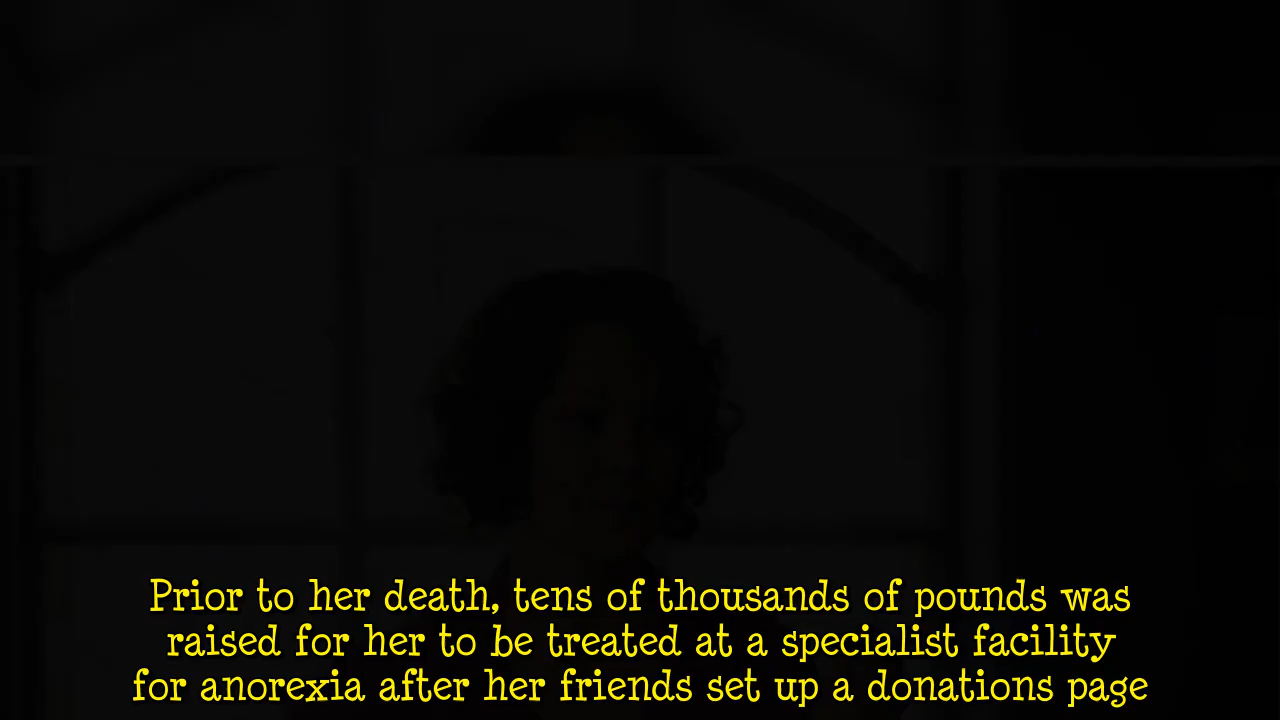 Prior to her death, tens of thousands of pounds was
raised for her to be treated at a specialist facility
for anorexia after her friends set up a donations page